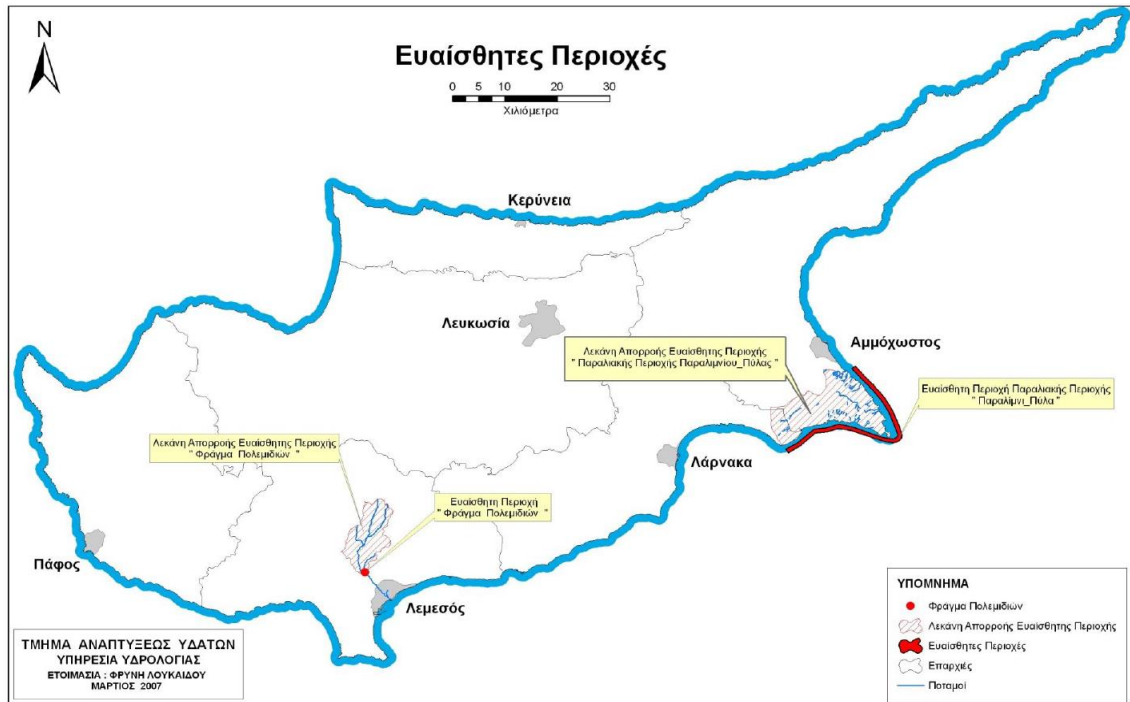 N
Ευαίσθητες Περιοχές
0 5 10 20 30
Χιλιόμετρα
Κερύνεια
Λευκωσία
Αμμόχωστος
Λεκάνη Απορροής Ευαίσθητης Περιοχής
" Παραλιακής Περιοχής Παραλιμνίου_Πύλας "
Ευαίσθητη Περιοχή Παραλιακής Περιοχής
" Παραλίμνι_Πύλα "
Λεκάνη Απορροής Ευαίσθητης Περιοχής
" Φράγμα Πολεμιδιών "
Λάρνακα
Ευαίσθητη Περιοχή
" Φράγμα Πολεμιδιών "
Πάφος
Λεμεσός
ΤΜΗΜΑ ΑΝΑΠΤΥΞΕΩΣ ΥΔΑΤΩΝ
ΥΠΗΡΕΣΙΑ ΥΔΡΟΛΟΓΙΑΣ
ΕΤΟΙΜΑΣΙΑ : ΦΡΥΝΗ ΛΟΥΚΑΙΔΟΥ
ΜΑΡΤΙΟΣ 2007
ΥΠΟΜΝΗΜΑ
Φράγμα Πολεμιδιών
Λεκάνη Απορροής Ευαίσθητης Περιοχής
Ευαίσθητες Περιοχές
Επαρχιές
Ποταμοί